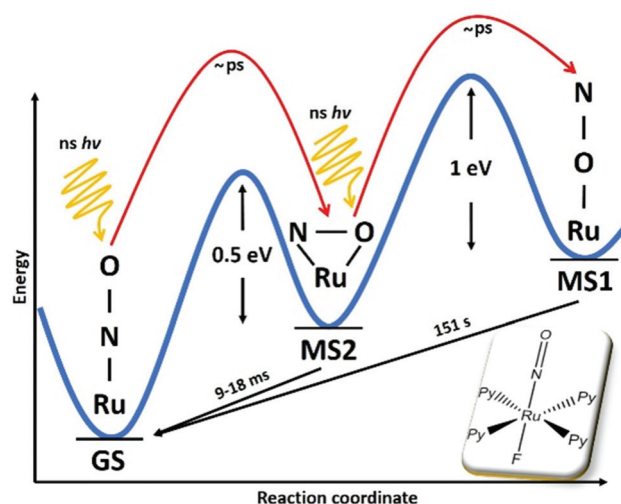 ~ps
~ps
ns hν
ns hν
N
O
Ru
O
N
Ru
N O
Ru
0.5 eV
1 eV
Energy
GS
MS2
MS1
9-18 ms
151 s
O
N
Py Py
Ru
Py Py
F
Reaction coordinate